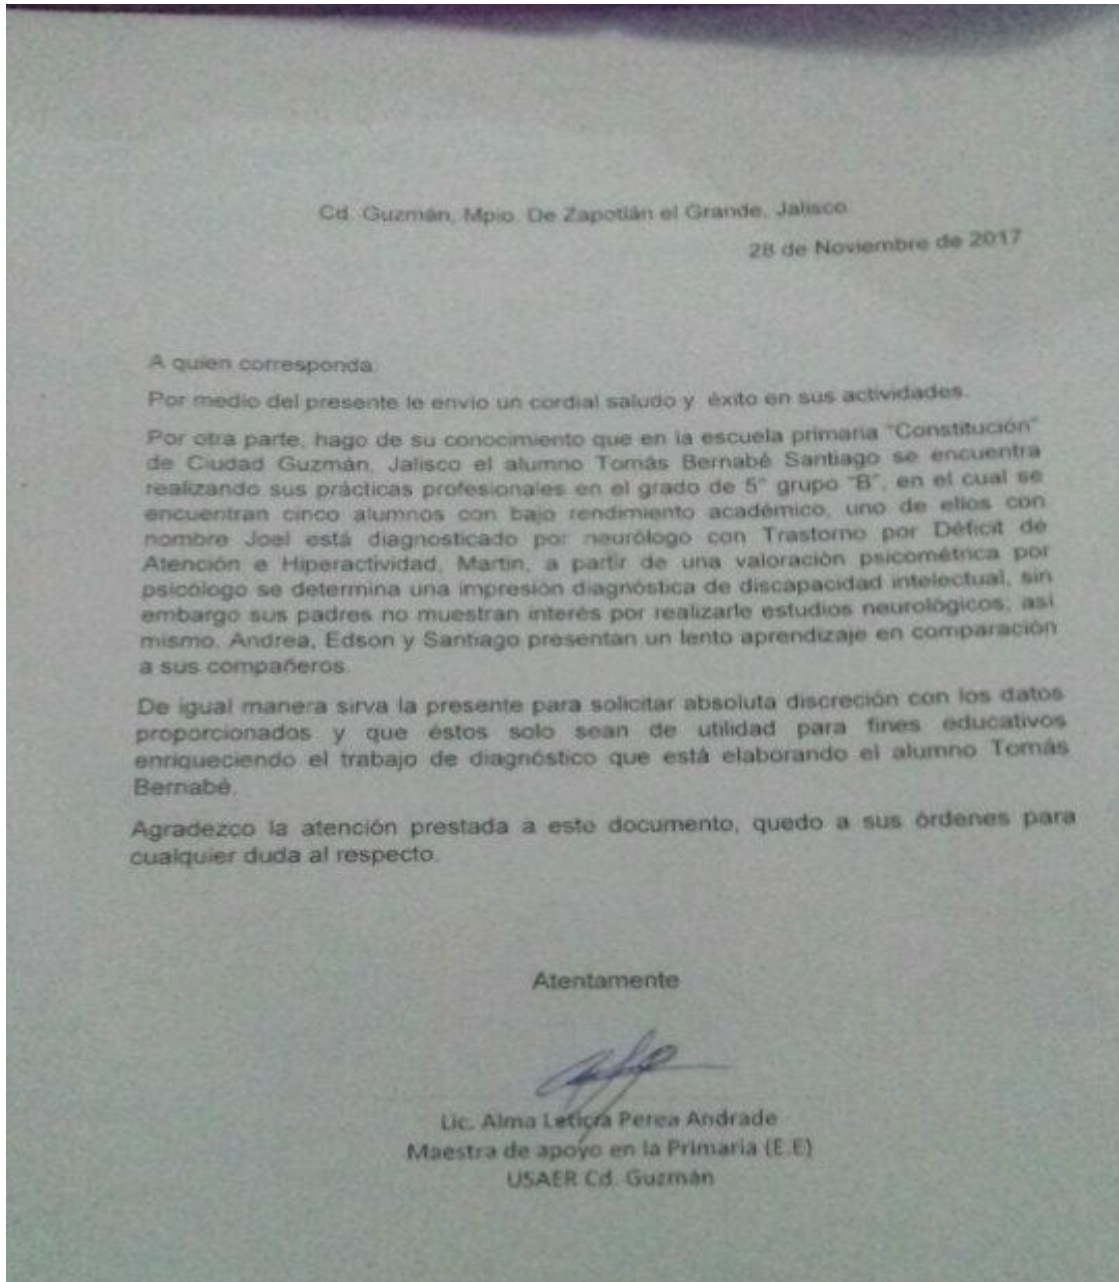 Cd. Guzmán, Mpio. De Zapotlán el Grande, Jalisco.
28 de Noviembre de 2017
A quien corresponda:
Por medio del presente le envío un cordial saludo y éxito en sus actividades.
Por otra parte, hago de su conocimiento que en la escuela primaria "Constitución"
de Ciudad Guzmán, Jalisco el alumno Tomás Bernabé Santiago se encuentra
realizando sus prácticas profesionales en el grado de 5° grupo "B", en el cual se
encuentran cinco alumnos con bajo rendimiento académico, uno de ellos con
nombre Joel está diagnosticado por neurólogo con Trastorno por Déficit de
Atención e Hiperactividad, Martin, a partir de una valoración psicométrica por
psicólogo se determina una impresión diagnóstica de discapacidad intelectual, sin
embargo sus padres no muestran interés por realizarle estudios neurológicos; así
mismo, Andrea, Edson y Santiago presentan un lento aprendizaje en comparación
a sus compañeros.
De igual manera sirva la presente para solicitar absoluta discreción con los datos
proporcionados y que éstos solo sean de utilidad para fines educativos
enriqueciendo el trabajo de diagnóstico que está elaborando el alumno Tomás
Bernabé.
Agradezco la atención prestada a este documento, quedo a sus órdenes para
cualquier duda al respecto.
Atentamente
Lic. Alma Leticia Perea Andrade
Maestra de apoyo en la Primaria (E.E)
USAER Cd. Guzmán